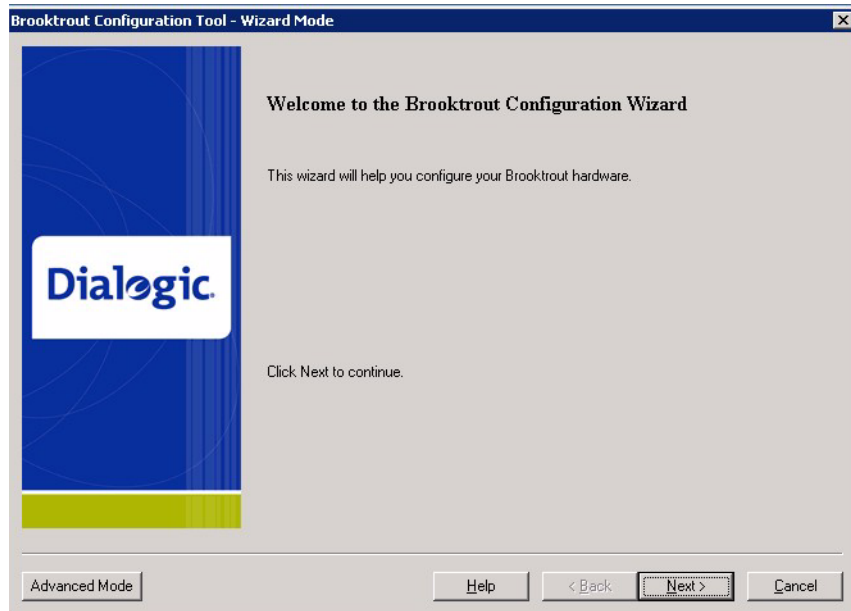 Brooktrout Configuration Tool - Wizard Mode
Welcome to the Brooktrout Configuration Wizard
This wizard will help you configure your Brooktrout hardware.
Dialogic.
Click Next to continue.
Advanced Mode
Help
< Back
Next >
Cancel